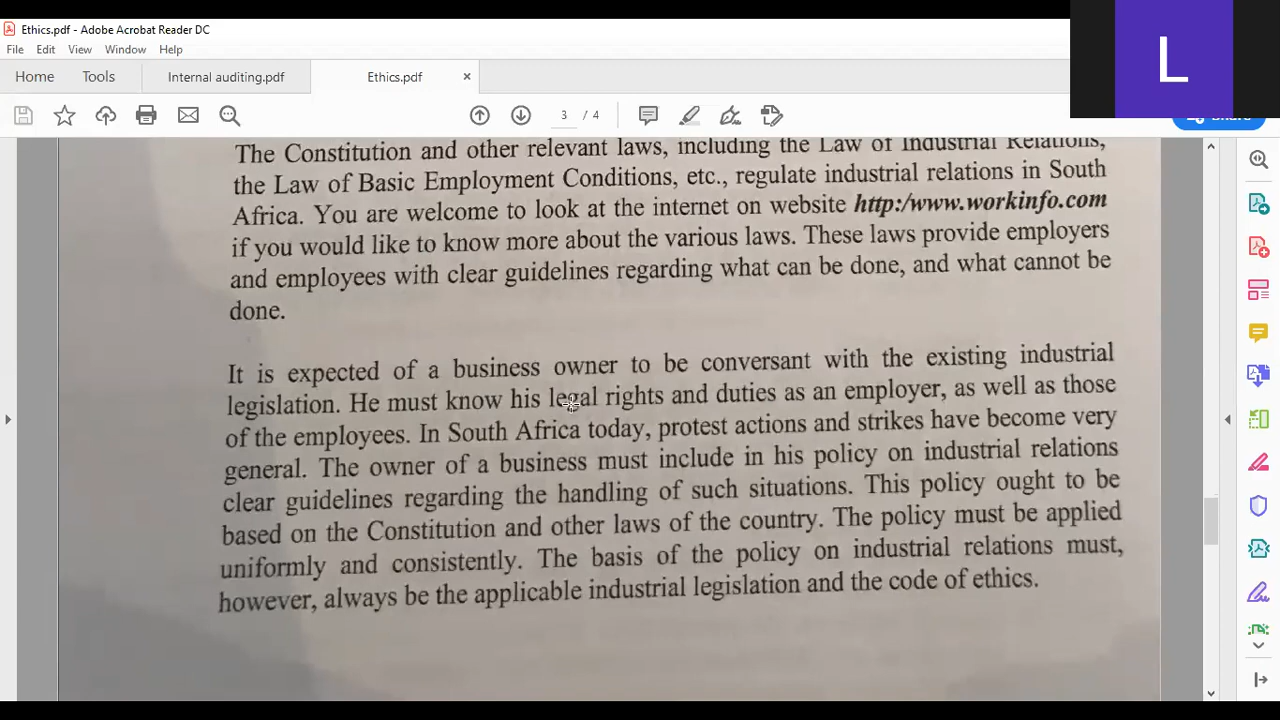 Ethics.pdf - Adobe Acrobat Reader DC
File Edit View Window Help
Home Tools Internal auditing.pdf Ethics.pdf ×
3 / 4
L
The Constitution and other relevant laws, including the Law of Industrial Relations,
the Law of Basic Employment Conditions, etc., regulate industrial relations in South
Africa. You are welcome to look at the internet on website http:/www.workinfo.com
if you would like to know more about the various laws. These laws provide employers
and employees with clear guidelines regarding what can be done, and what cannot be
done.
It is expected of a business owner to be conversant with the existing industrial
legislation. He must know his legal rights and duties as an employer, as well as those
of the employees. In South Africa today, protest actions and strikes have become very
general. The owner of a business must include in his policy on industrial relations
clear guidelines regarding the handling of such situations. This policy ought to be
based on the Constitution and other laws of the country. The policy must be applied
uniformly and consistently. The basis of the policy on industrial relations must,
however, always be the applicable industrial legislation and the code of ethics.